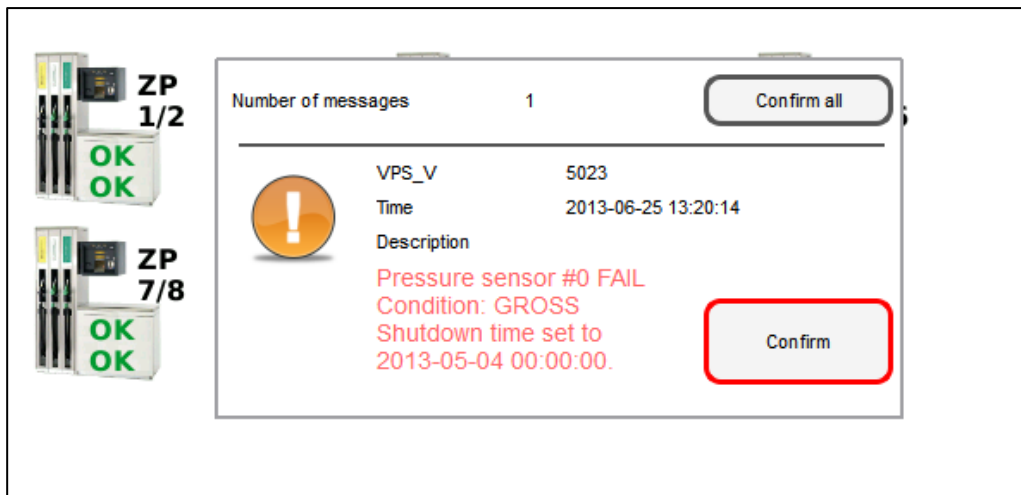 ZP
1/2
OK
OK
ZP
7/8
OK
OK
Number of messages 1 Confirm all
VPS_V 5023
Time 2013-06-25 13:20:14
Description
Pressure sensor #0 FAIL
Condition: GROSS
Shutdown time set to
2013-05-04 00:00:00.
Confirm